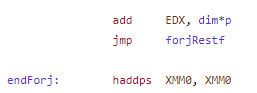 add EDX, dim*p
jmp forjRestf
endForj: haddps XMM0, XMM0